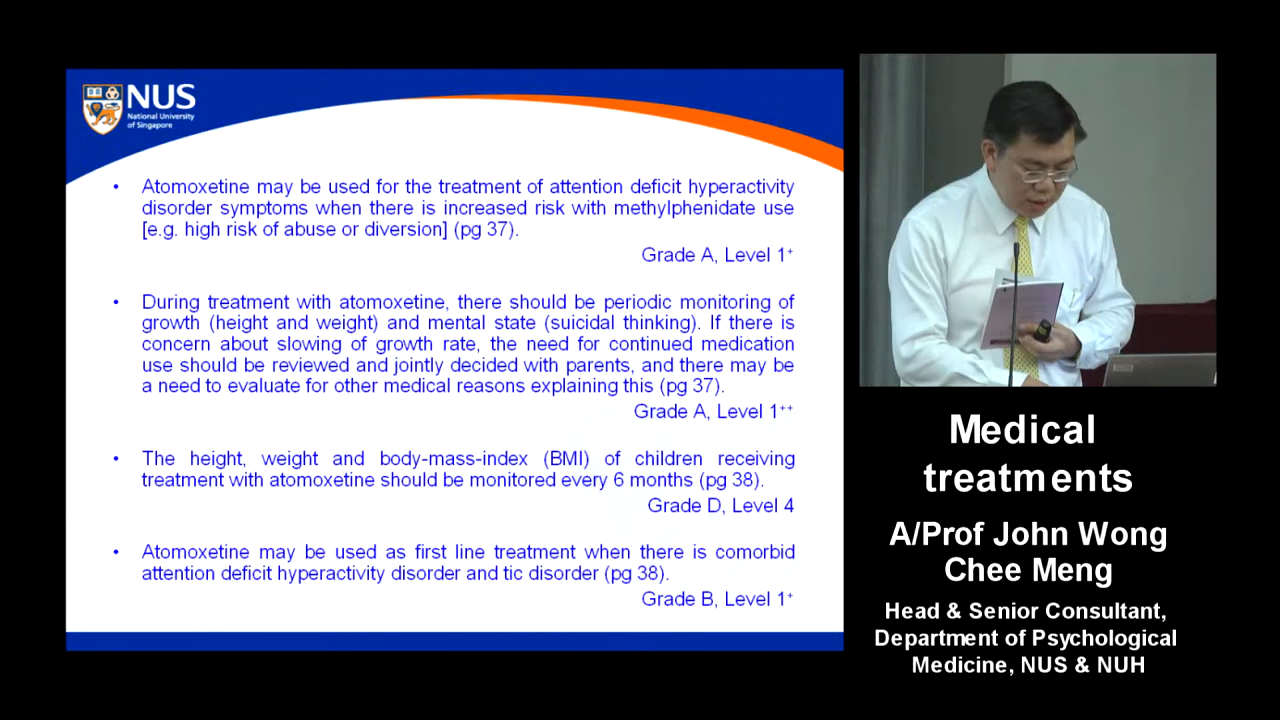 NUS
National University
of Singapore
• Atomoxetine may be used for the treatment of attention deficit hyperactivity
disorder symptoms when there is increased risk with methylphenidate use
[e.g. high risk of abuse or diversion] (pg 37).
Grade A, Level 1⁺
• During treatment with atomoxetine, there should be periodic monitoring of
growth (height and weight) and mental state (suicidal thinking). If there is
concern about slowing of growth rate, the need for continued medication
use should be reviewed and jointly decided with parents, and there may be
a need to evaluate for other medical reasons explaining this (pg 37).
Grade A, Level 1⁺⁺
• The height, weight and body-mass-index (BMI) of children receiving
treatment with atomoxetine should be monitored every 6 months (pg 38).
Grade D, Level 4
• Atomoxetine may be used as first line treatment when there is comorbid
attention deficit hyperactivity disorder and tic disorder (pg 38).
Grade B, Level 1⁺
Medical
treatments
A/Prof John Wong
Chee Meng
Head & Senior Consultant,
Department of Psychological
Medicine, NUS & NUH